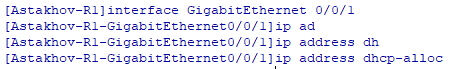 [Astakhov-R1]interface GigabitEthernet 0/0/1
[Astakhov-R1-GigabitEthernet0/0/1]ip ad
[Astakhov-R1-GigabitEthernet0/0/1]ip address dh
[Astakhov-R1-GigabitEthernet0/0/1]ip address dhcp-alloc